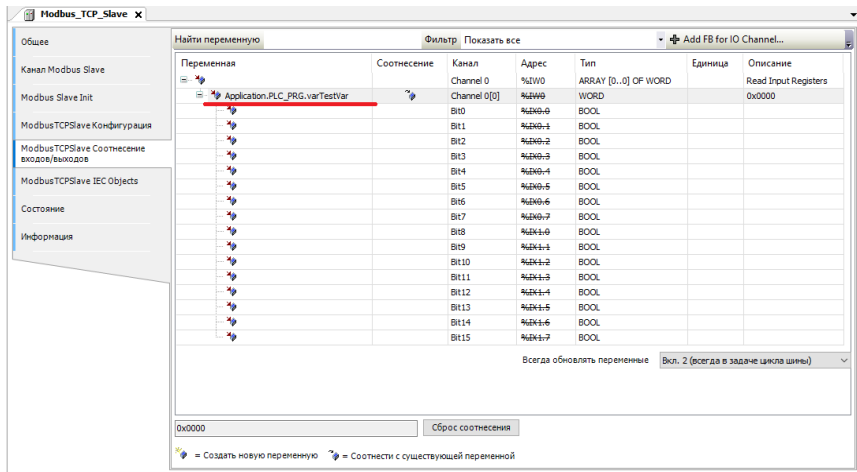 Modbus_TCP_Slave X
Общее
Канал Modbus Slave
Modbus Slave Init
ModbusTCPSlave Конфигурация
ModbusTCPSlave Соотнесение
входов/выходов
ModbusTCPSlave IEC Objects
Состояние
Информация
Найти переменную Фильтр Показать все Add FB for IO Channel...
Переменная Соотнесение Канал Адрес Тип Единица Описание
Channel 0 %IW0 ARRAY [0..0] OF WORD Read Input Registers
Application.PLC_PRG.varTestVar Channel 0[0] %IW0 WORD 0x0000
Bit0 %IX0.0 BOOL
Bit1 %IX0.1 BOOL
Bit2 %IX0.2 BOOL
Bit3 %IX0.3 BOOL
Bit4 %IX0.4 BOOL
Bit5 %IX0.5 BOOL
Bit6 %IX0.6 BOOL
Bit7 %IX0.7 BOOL
Bit8 %IX1.0 BOOL
Bit9 %IX1.1 BOOL
Bit10 %IX1.2 BOOL
Bit11 %IX1.3 BOOL
Bit12 %IX1.4 BOOL
Bit13 %IX1.5 BOOL
Bit14 %IX1.6 BOOL
Bit15 %IX1.7 BOOL
Всегда обновлять переменные Вкл. 2 (всегда в задаче цикла шины)
0x0000 Сброс соотнесения
= Создать новую переменную = Соотнести с существующей переменной